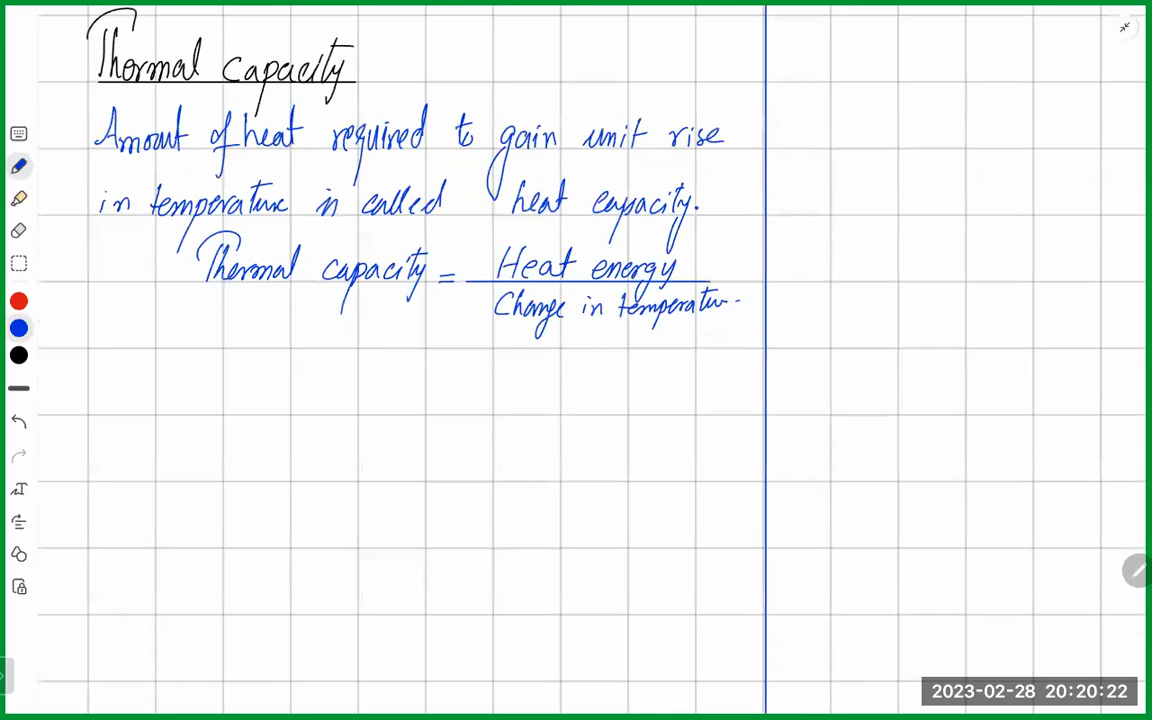 Thermal capacity
Amount of heat required to gain unit rise
in temperature is called heat capacity.
Thermal capacity = Heat energy
Change in temperature
2023-02-28 20:20:22